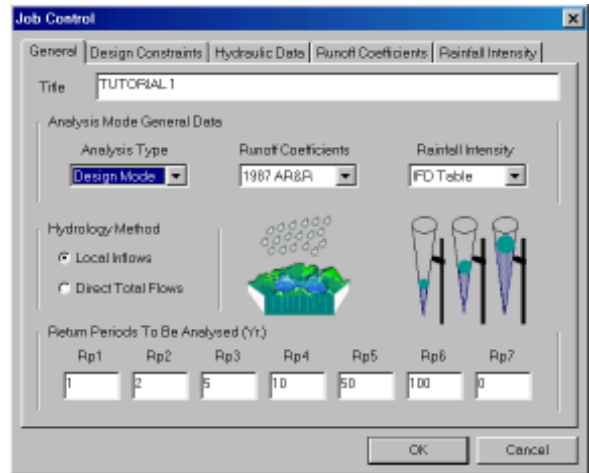 Job Control
General Design Constraints Hydraulic Data Runoff Coefficients Rainfall Intensity
Title TUTORIAL 1
Analysis Mode General Data
Analysis Type Runoff Coefficients Rainfall Intensity
Design Mode 1987 AR&R IFD Table
Hydrology Method
Local Inflows
Direct Total Flows
Return Periods To Be Analysed (Yr.)
Rp1 Rp2 Rp3 Rp4 Rp5 Rp6 Rp7
1 2 5 10 50 100 0
OK Cancel